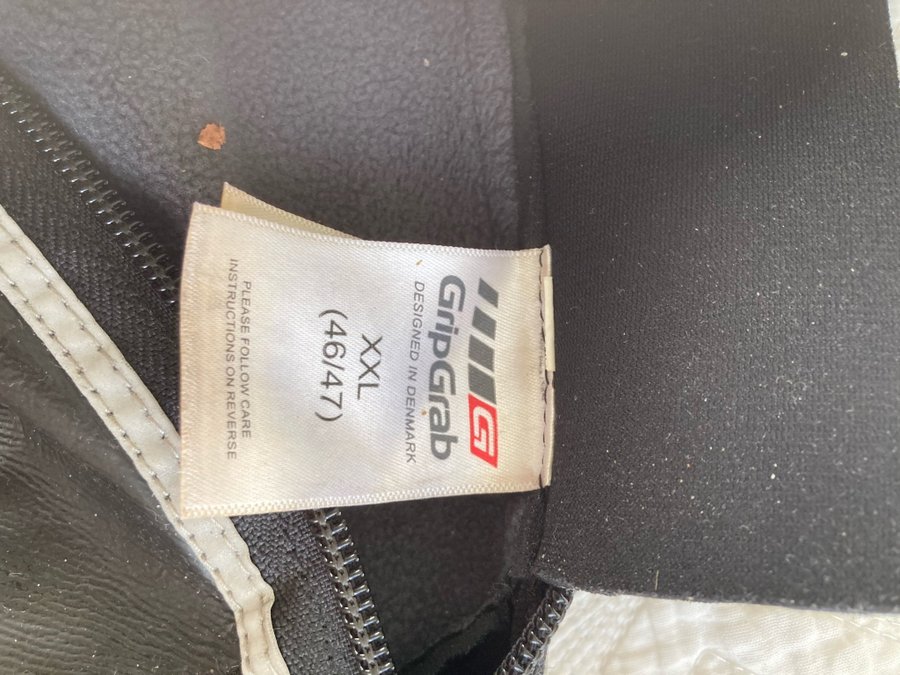 G
GripGrab
DESIGNED IN DENMARK
XXL
(46/47)
PLEASE FOLLOW CARE
INSTRUCTIONS ON REVERSE